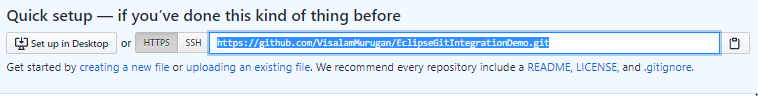 Quick setup — if you've done this kind of thing before
Set up in Desktop or HTTPS SSH https://github.com/VisalamMurugan/EclipseGitIntegrationDemo.git
Get started by creating a new file or uploading an existing file. We recommend every repository include a README, LICENSE, and .gitignore.